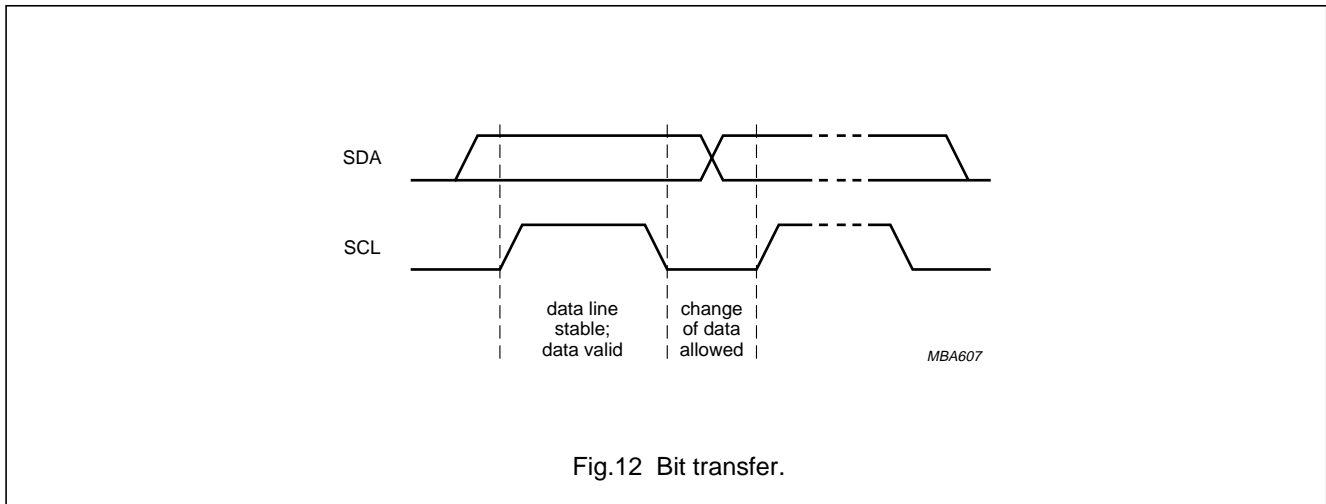 SDA
SCL
data line
stable;
data valid
change
of data
allowed
MBA607
Fig.12 Bit transfer.